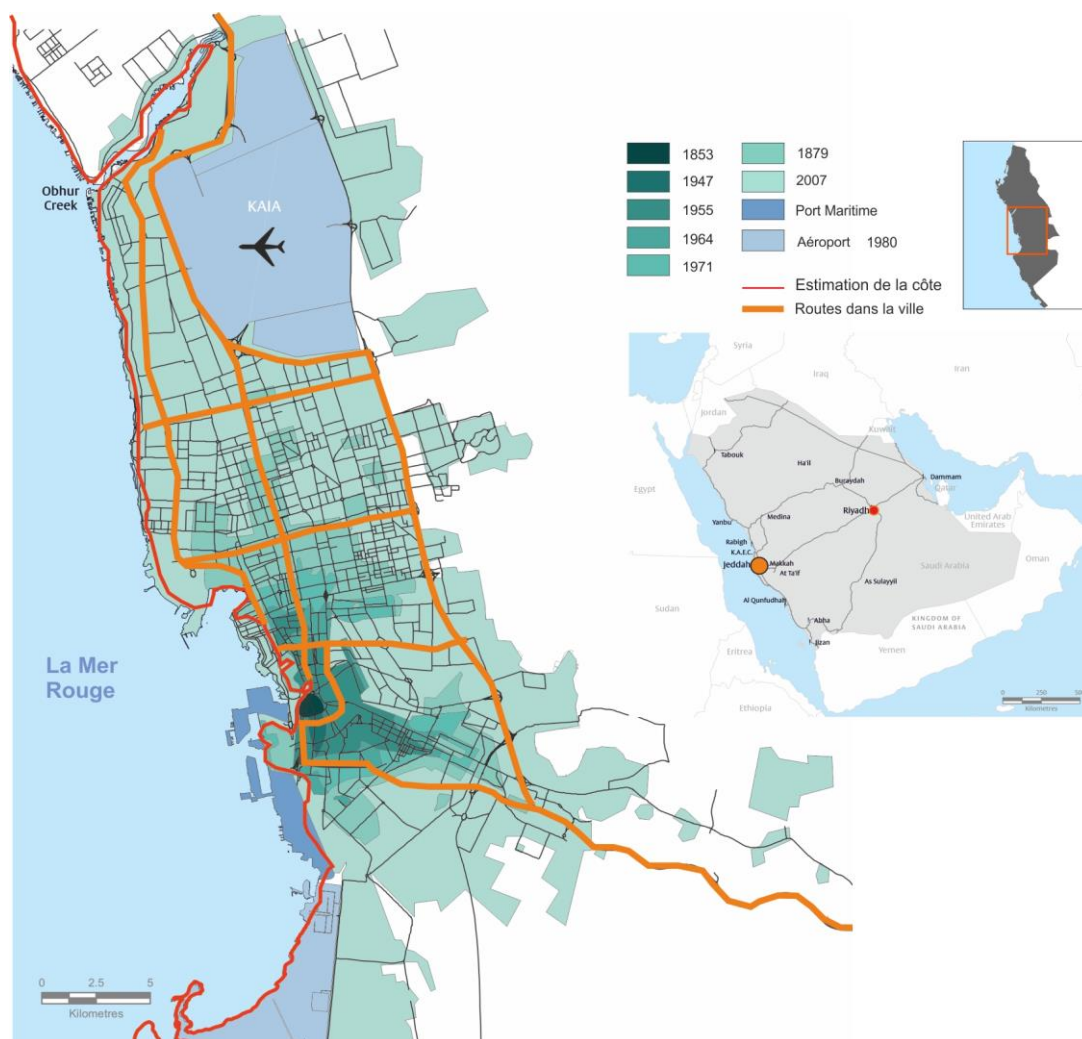 Obhur
Creek
KAIA
La Mer
Rouge
0 2.5 5
Kilometres
1853
1947
1955
1964
1971
1879
2007
Port Maritime
Aéroport 1980
Estimation de la côte
Routes dans la ville
Syria
Iraq
Iran
Jordan
Kuwait
Tabouk
Ha'il
Buraydah
Dammam
Qatar
Egypt
Riyadh
United Arab
Emirates
Yanbu'
Medina
Rabigh
K.A.E.C.
Jeddah
Makkah
At Ta'if
Oman
As Sulayyil
Saudi Arabia
Al Qunfudhah
Sudan
Abha
KINGDOM OF
SAUDI ARABIA
Jizan
Eritrea
Yemen
Ethiopia
0 250 500
Kilometres